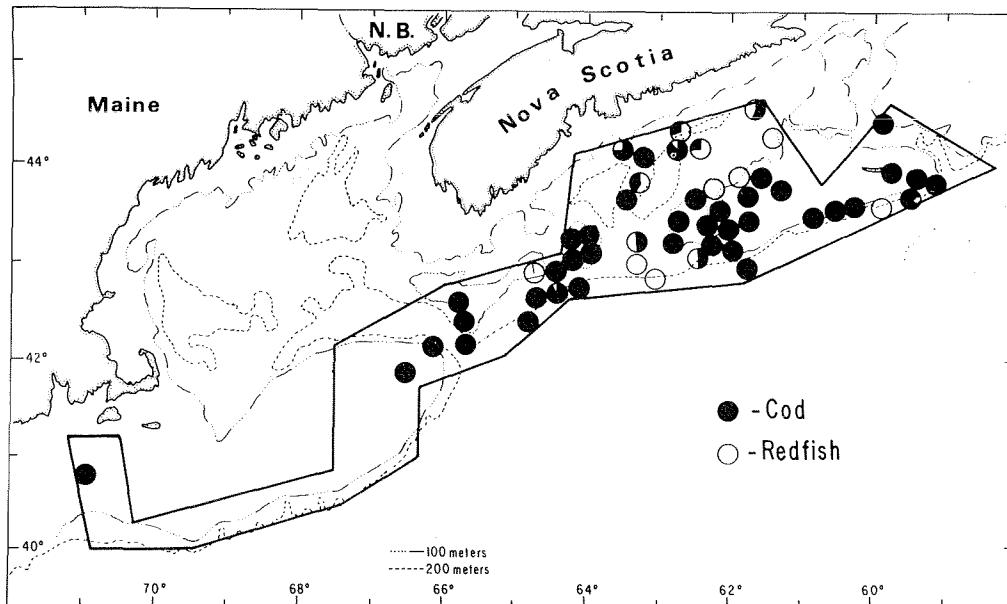 N.B.
Nova Scotia
Maine
44°
42°
40°
-Cod
-Redfish
100 meters
200 meters
70° 68° 66° 64° 62° 60°